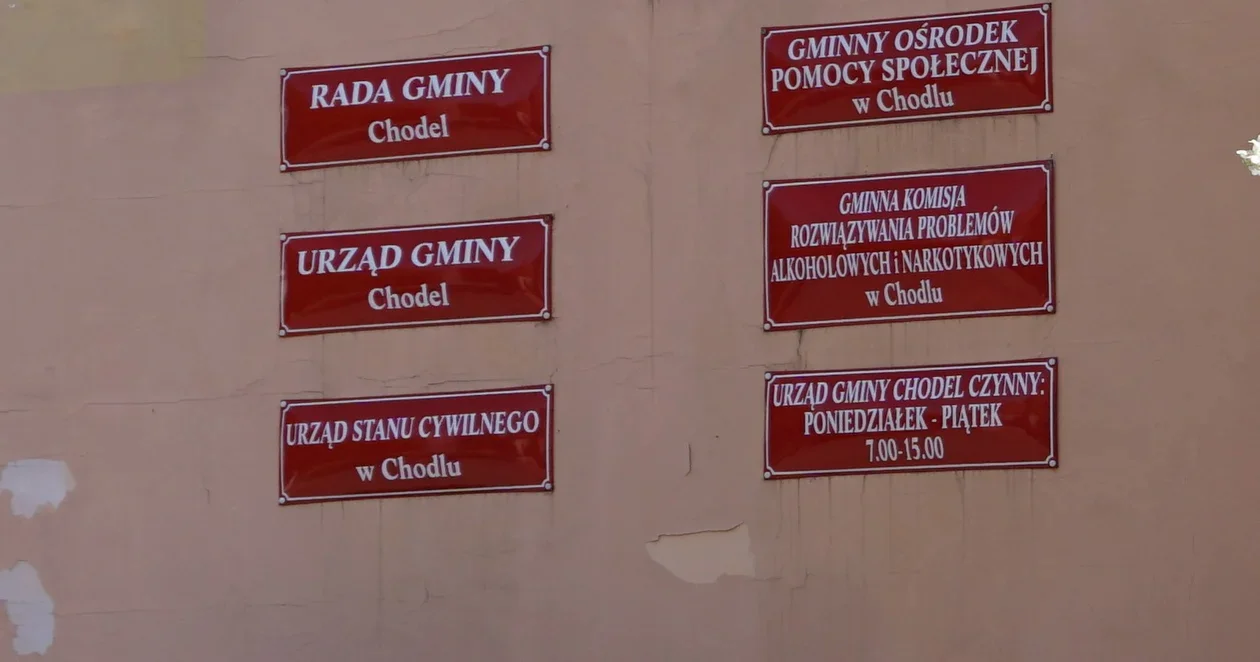 RADA GMINY
Chodel
URZĄD GMINY
Chodel
URZĄD STANU CYWILNEGO
w Chodlu
GMINNY OŚRODEK
POMOCY SPOŁECZNEJ
w Chodlu
GMINNA KOMISJA
ROZWIĄZYWANIA PROBLEMÓW
ALKOHOLOWYCH i NARKOTYKOWYCH
w Chodlu
URZĄD GMINY CHODEL CZYNNY:
PONIEDZIAŁEK - PIĄTEK
7.00-15.00